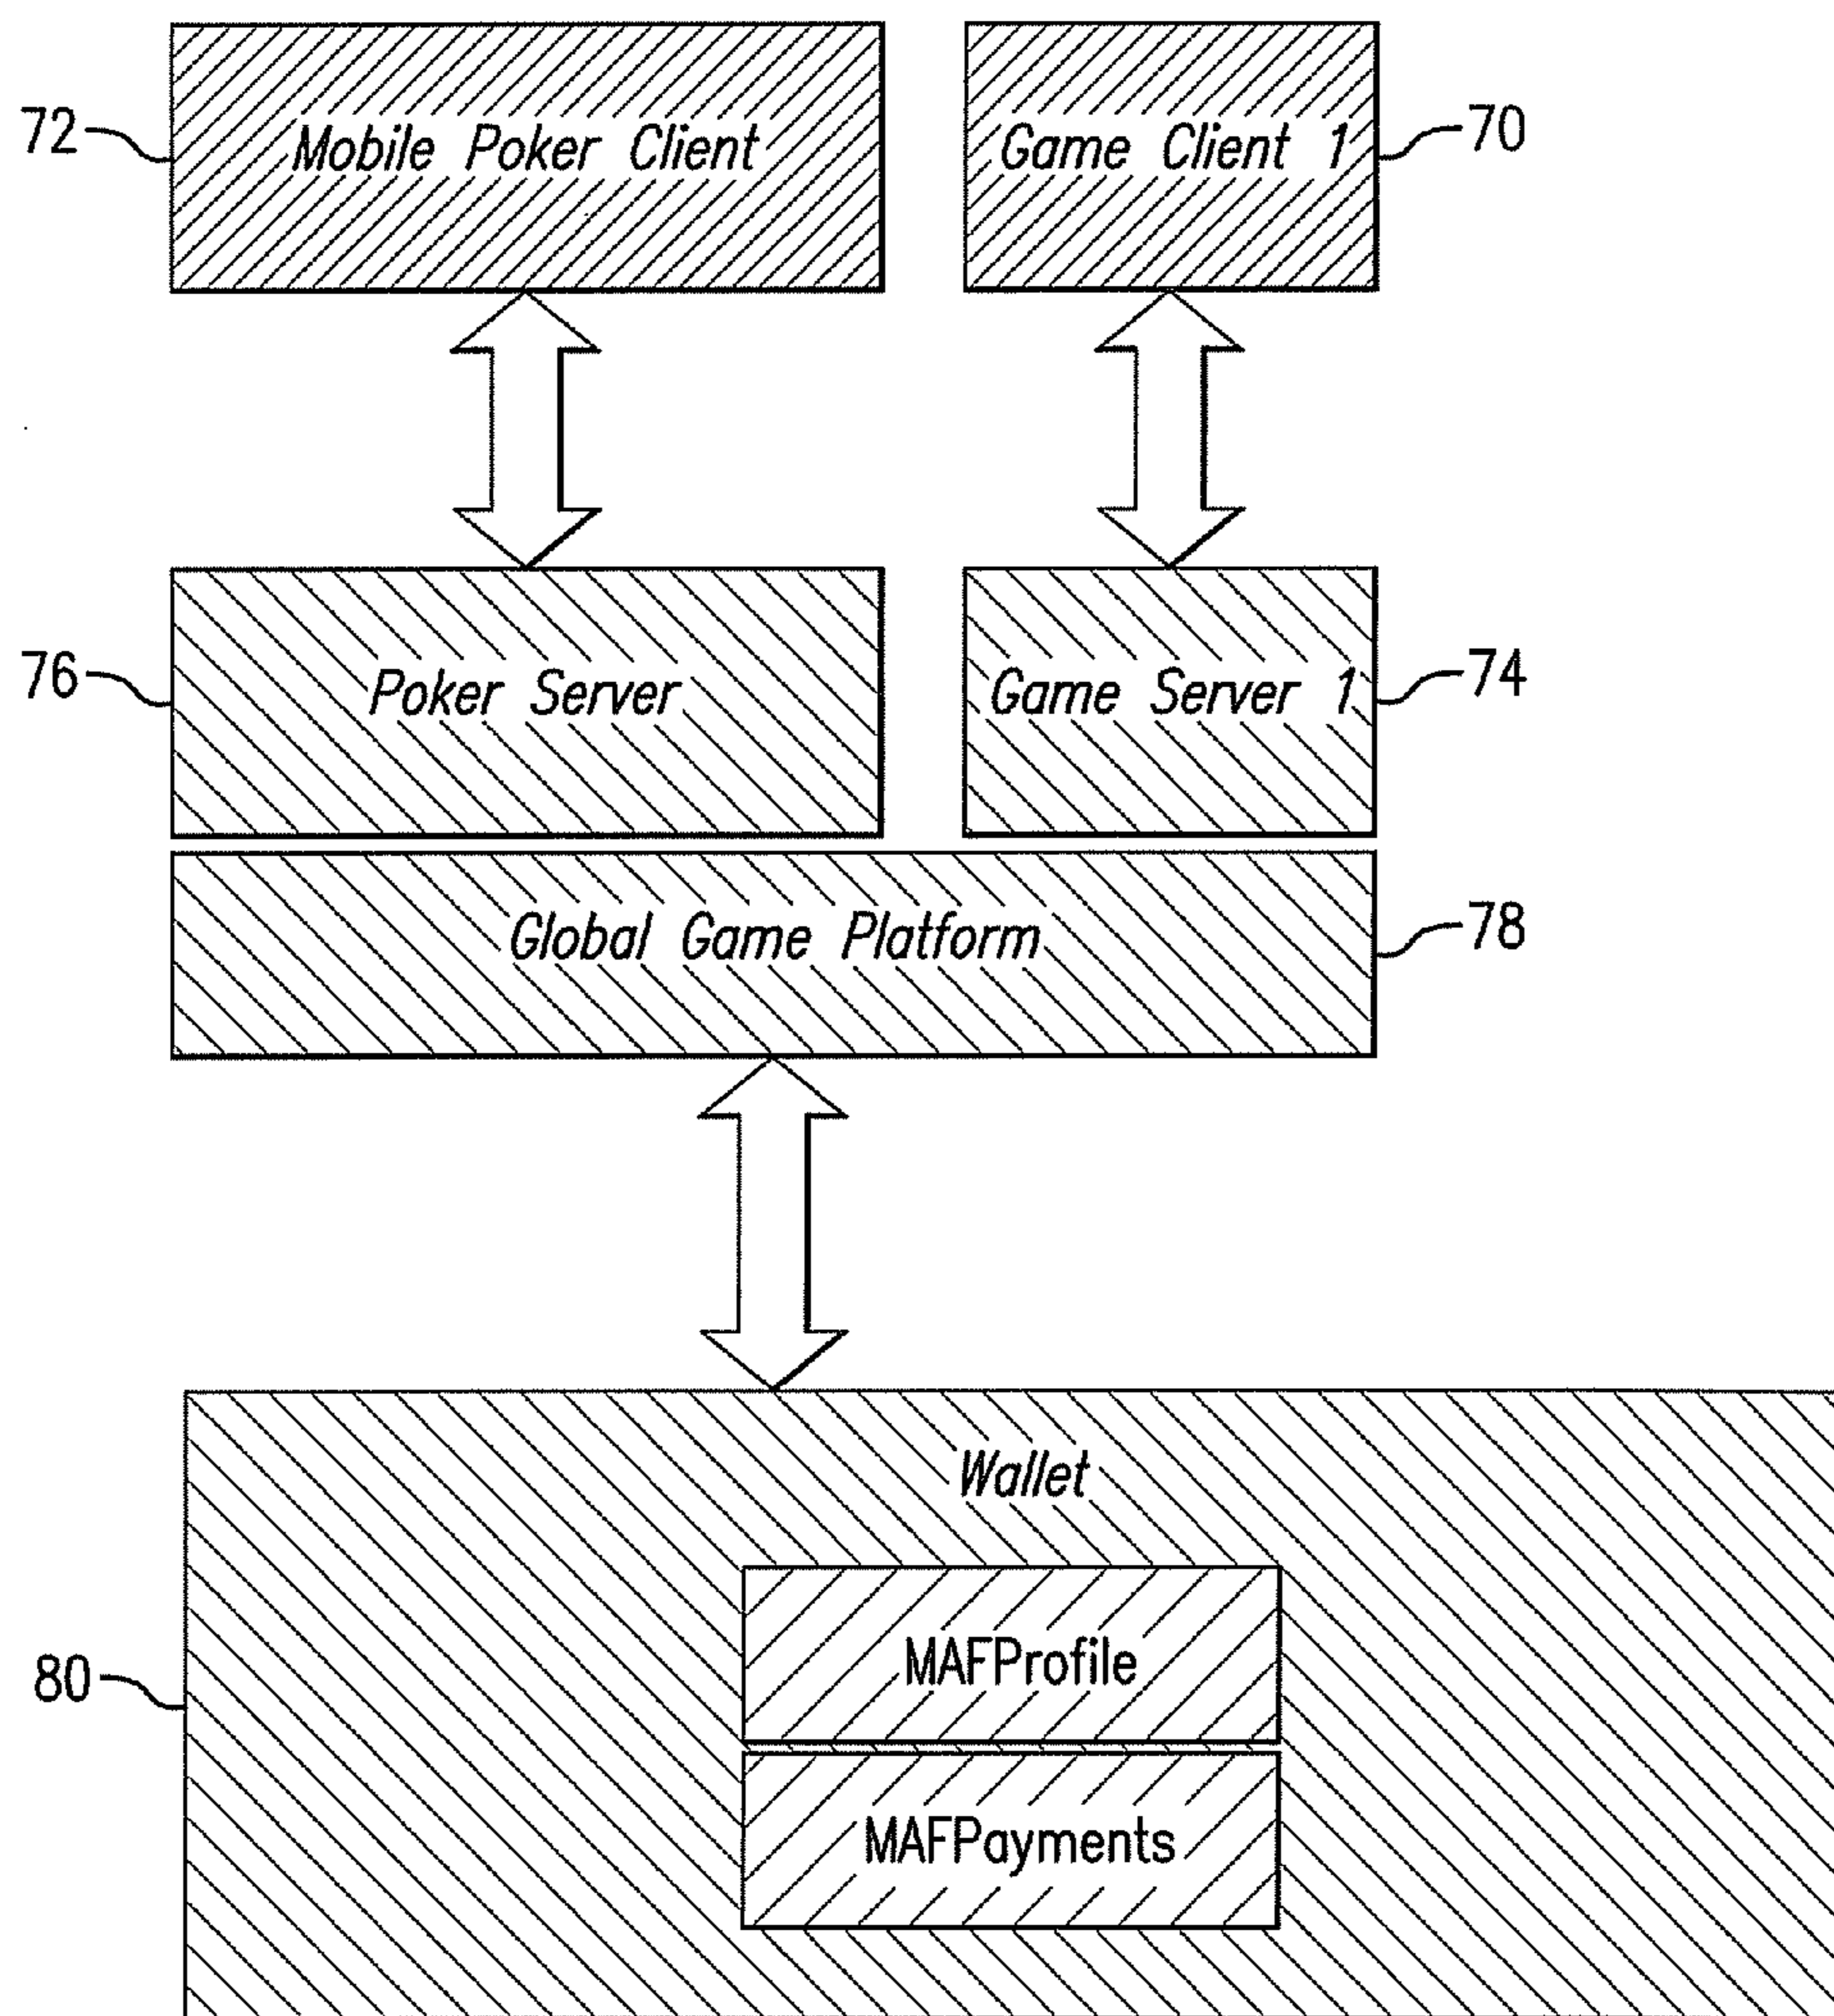 72
Mobile Poker Client
Game Client 1
70
76
Poker Server
Game Server 1
74
Global Game Platform
78
Wallet
80
MAFProfile
MAFPayments